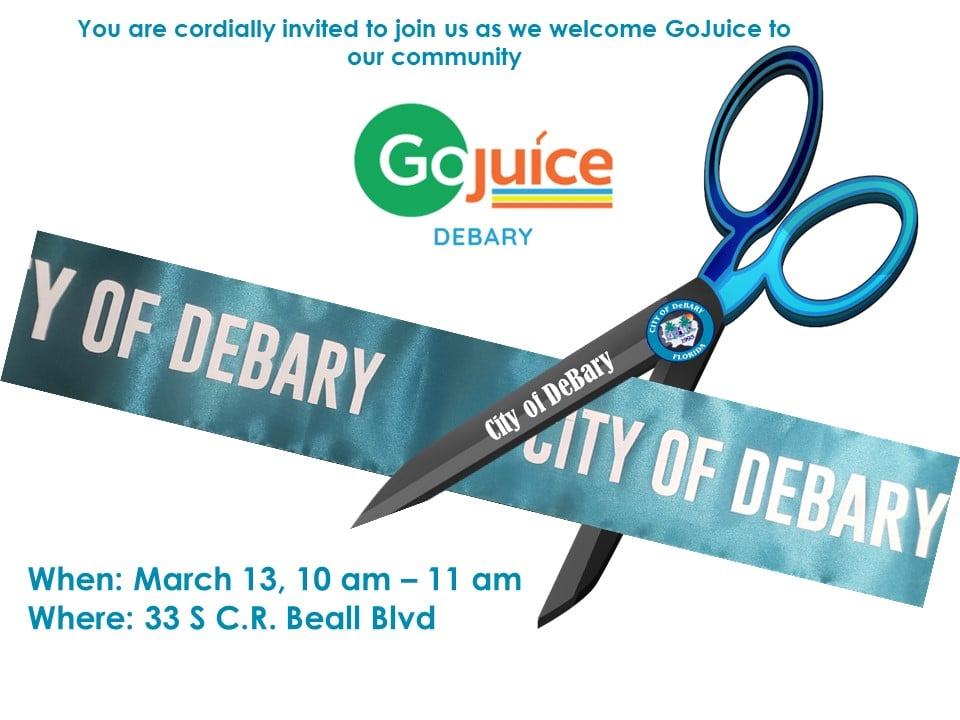 You are cordially invited to join us as we welcome GoJuice to
our community
GoJuíce
DEBARY
TY OF DEBARY
City of DeBary
CITY OF DeBARY
1993
FLORIDA
CITY OF DEBARY
When: March 13, 10 am – 11 am
Where: 33 S C.R. Beall Blvd